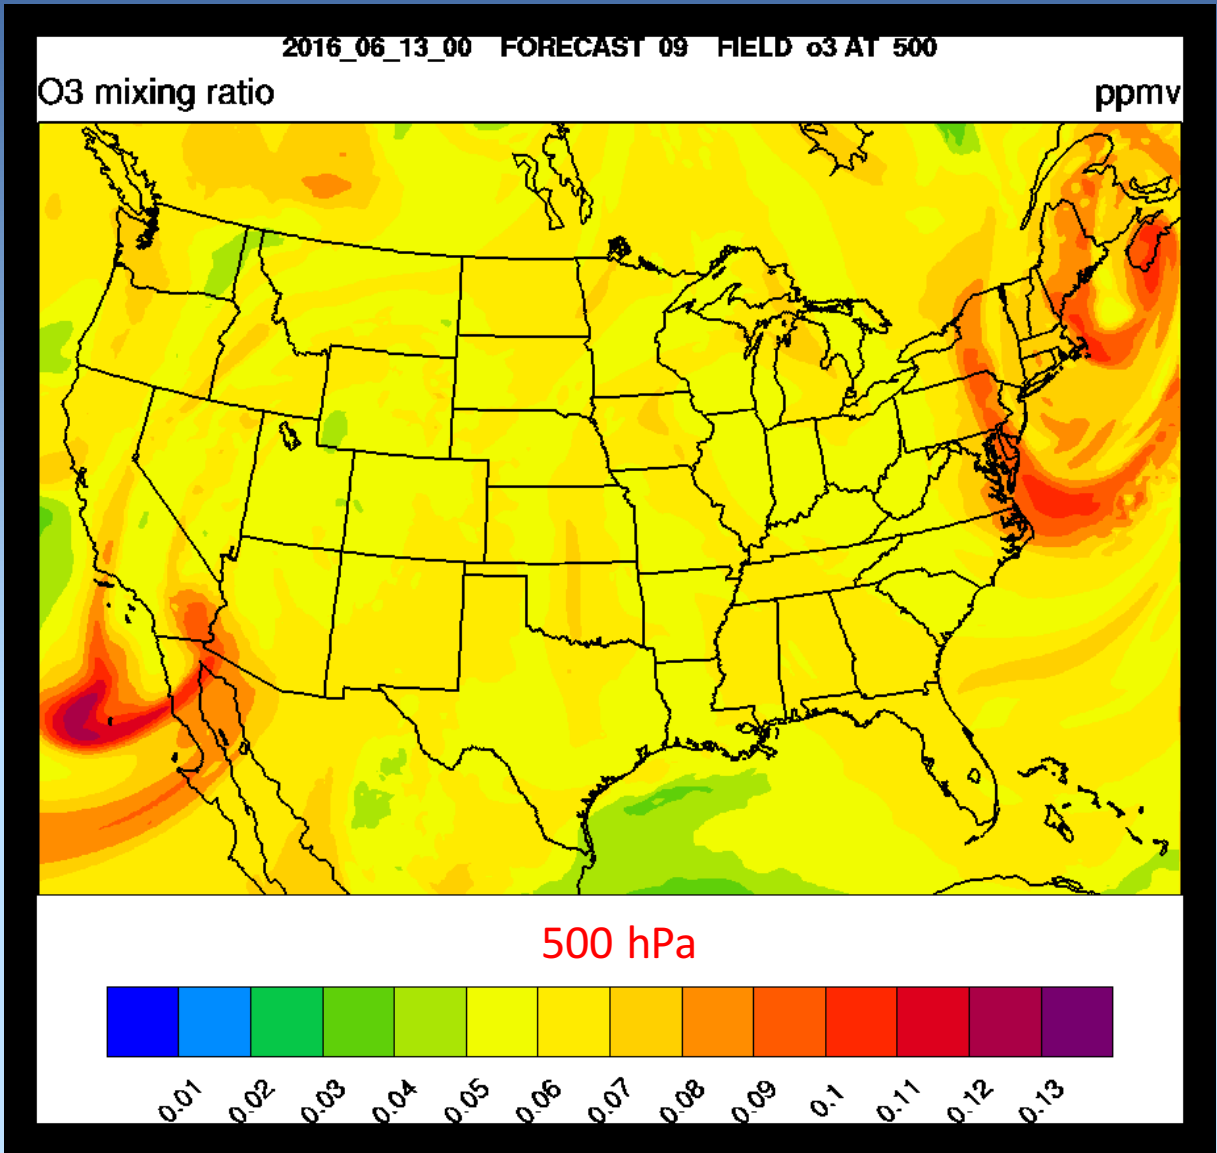 2016_06_13_00 FORECAST 09 FIELD o3 AT 500
O3 mixing ratio ppmv
500 hPa
0.01 0.02 0.03 0.04 0.05 0.06 0.07 0.08 0.09 0.1 0.11 0.12 0.13